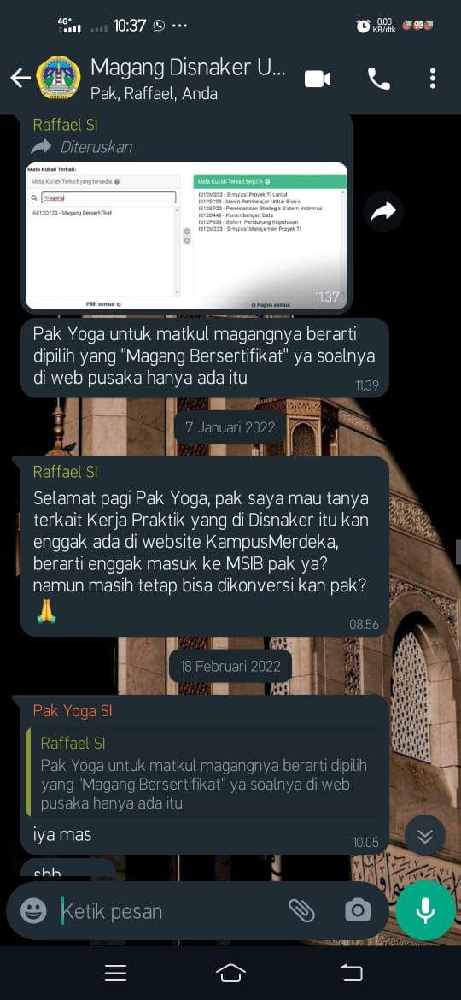 4G+
10:37
0.00
KB/dtk
93
Magang Disnaker U...
Pak, Raffael, Anda
Raffael SI
Diteruskan
Mata Kuliah Terkait:
Mata Kuliah Terkait yang tersedia
magang
AE12D120 - Magang Bersertifikat
Pilih semua
Mata Kuliah Terkait terpilih
IS12M333 - Simulasi Proyek TI Lanjut
IS12EC03 - Mesin Pembelajar Untuk Bisnis
IS12SP23 - Perencanaan Strategis Sistem Informasi
IS12D443 - Penambangan Data
IS12P533 - Sistem Pendukung Keputusan
IS12M233 - Simulasi Manajemen Proyek TI
Hapus semua
11.37
Pak Yoga untuk matkul magangnya berarti
dipilih yang "Magang Bersertifikat" ya soalnya
di web pusaka hanya ada itu
11.39
7 Januari 2022
Raffael SI
Selamat pagi Pak Yoga, pak saya mau tanya
terkait Kerja Praktik yang di Disnaker itu kan
enggak ada di website KampusMerdeka,
berarti enggak masuk ke MSIB pak ya?
namun masih tetap bisa dikonversi kan pak?
🙏
08.56
18 Februari 2022
Pak Yoga SI
Raffael SI
Pak Yoga untuk matkul magangnya berarti dipilih
yang "Magang Bersertifikat" ya soalnya di web
pusaka hanya ada itu
iya mas
10.05
Ketik pesan